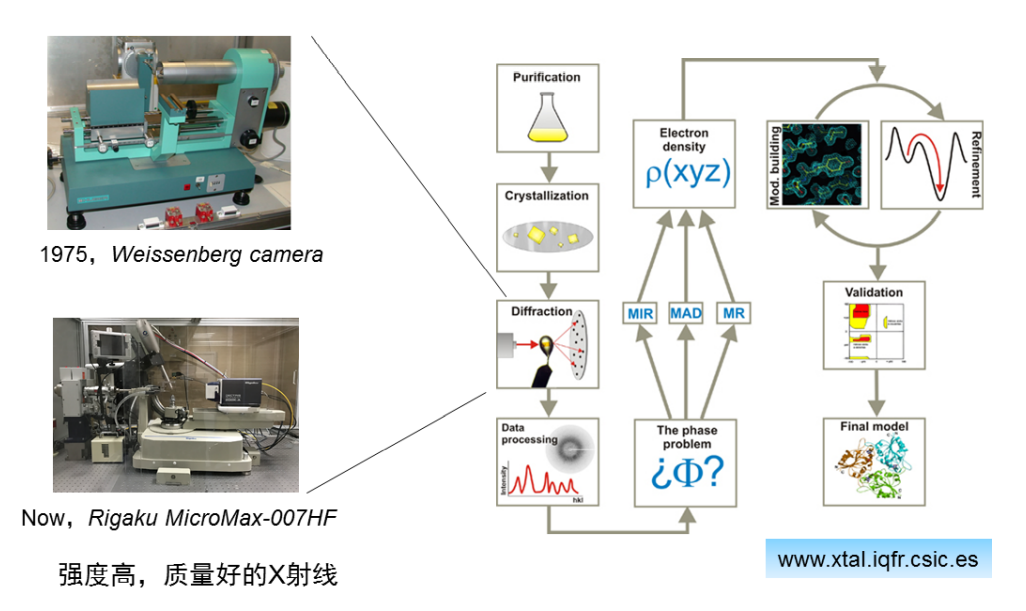 1975，Weissenberg camera
Now，Rigaku MicroMax-007HF
强度高，质量好的X射线
Purification
Crystallization
Diffraction
Data
processing
Intensity
hkl
Electron
density
ρ(xyz)
MIR
MAD
MR
The phase
problem
¿Φ?
Mod. building
Refinement
Validation
Final model
www.xtal.iqfr.csic.es